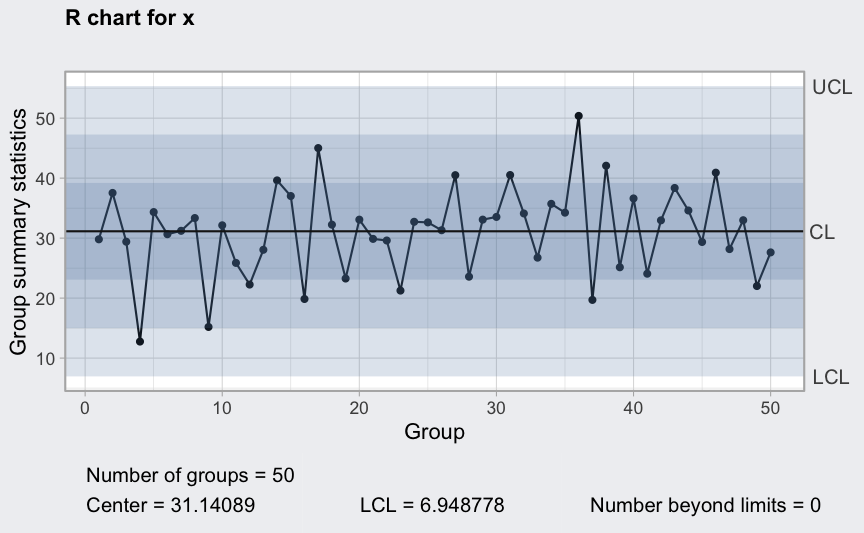 R chart for x
UCL
50
40
30
CL
20
10
LCL
Group summary statistics
0 10 20 30 40 50
Group
Number of groups = 50
Center = 31.14089 LCL = 6.948778 Number beyond limits = 0